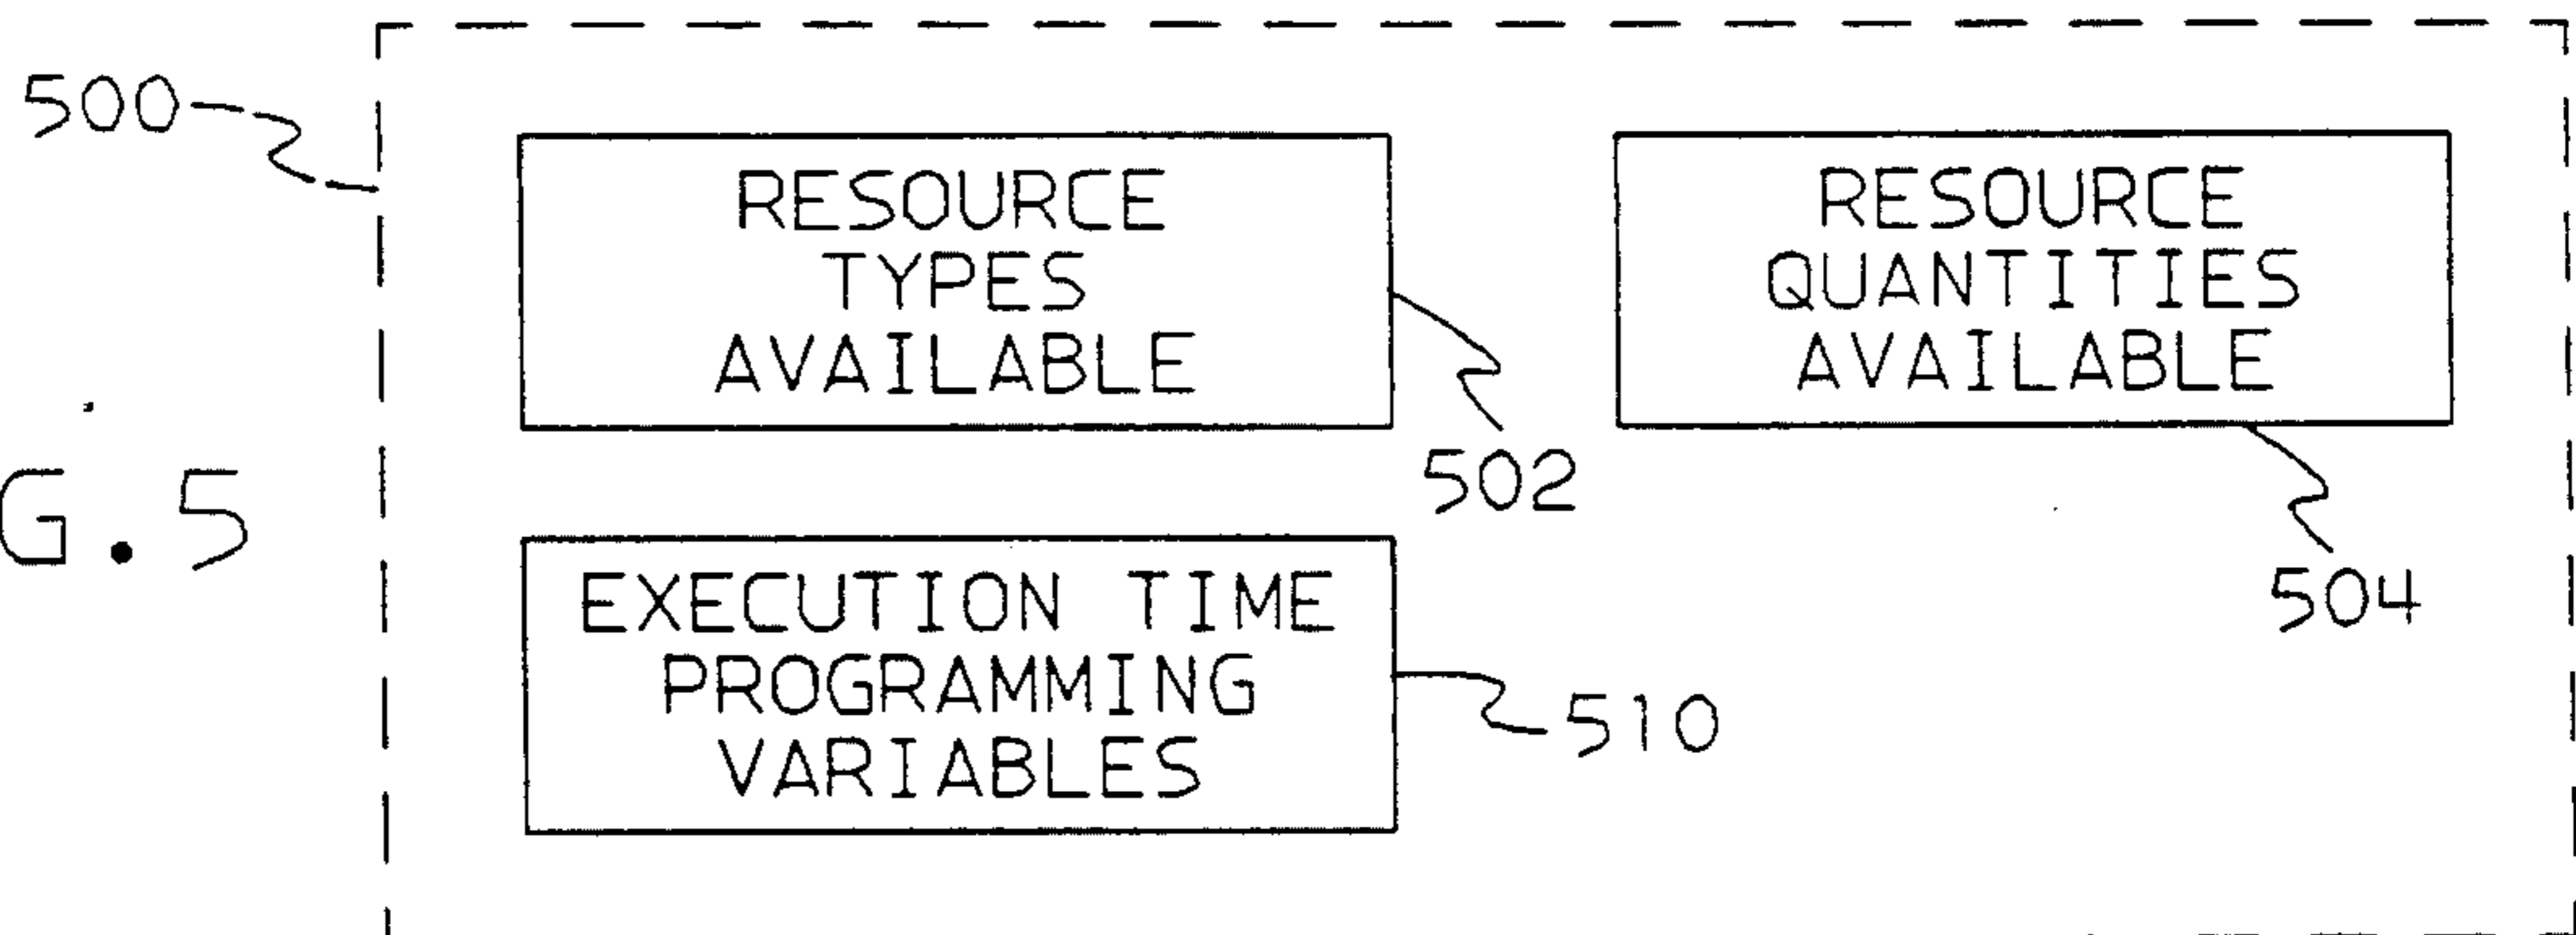 500
RESOURCE
TYPES
AVAILABLE
502
RESOURCE
QUANTITIES
AVAILABLE
504
G.5
EXECUTION TIME
PROGRAMMING
VARIABLES
510